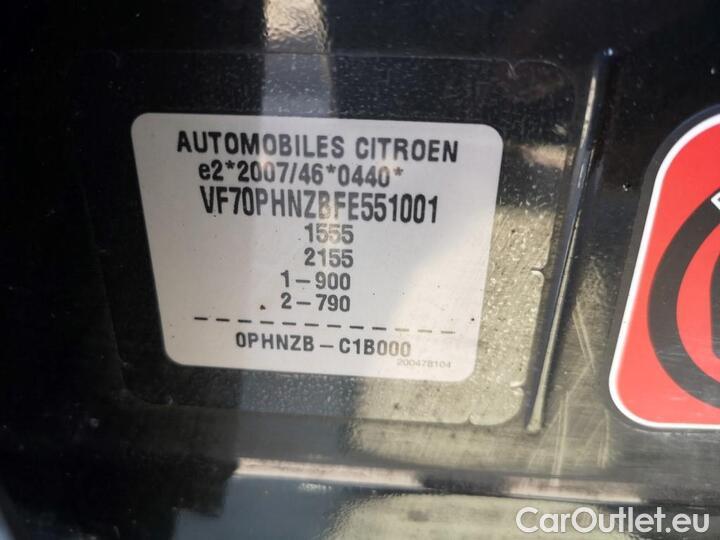 AUTOMOBILES CITROEN
e2*2007/46*0440*
VF70PHNZBFE551001
1555
2155
1-900
2-790
0PHNZB-C1B000
200478104
CarOutlet.eu